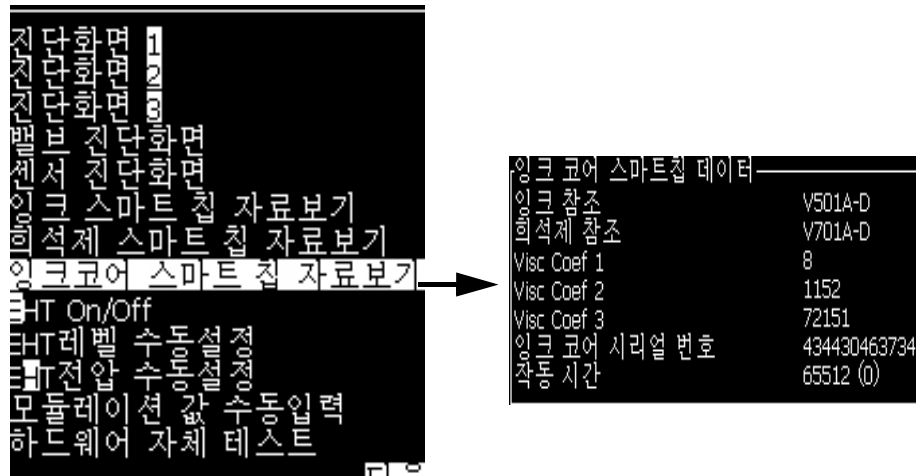 진단화면 1
진단화면 2
진단화면 3
밸브 진단화면
센서 진단화면
잉크 스마트 칩 자료보기
희석제 스마트 칩 자료보기
잉크코어 스마트 칩 자료보기
EHT On/Off
EHT레벨 수동설정
EHT전압 수동설정
모듈레이션 값 수동입력
하드웨어 자체 테스트
잉크 코어 스마트칩 데이터
잉크 참조 V501A-D
희석제 참조 V701A-D
Visc Coef 1 8
Visc Coef 2 1152
Visc Coef 3 72151
잉크 코어 시리얼 번호 434430463734
작동 시간 65512 (0)